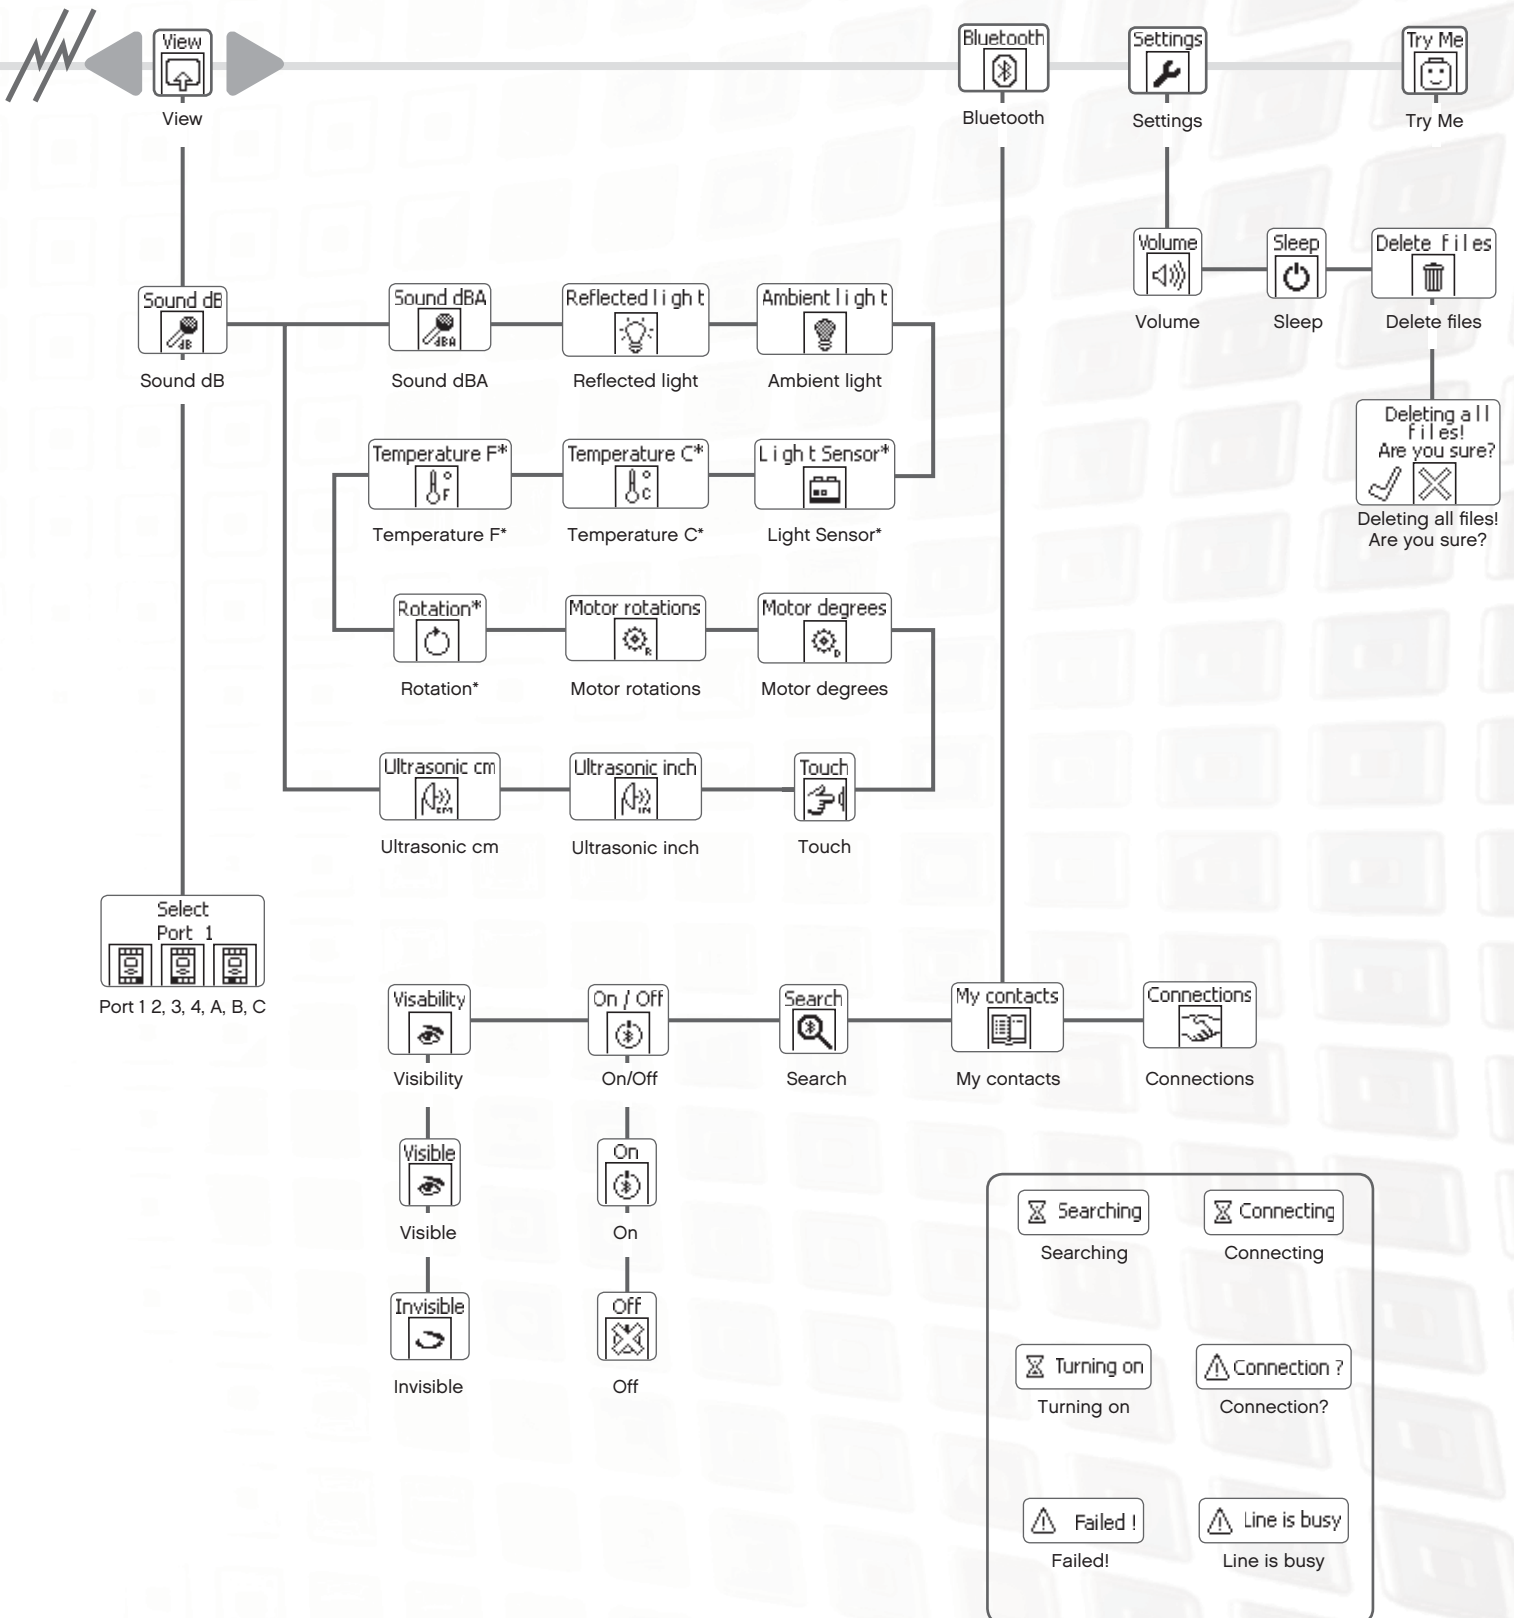 View
Bluetooth
Settings
Try Me
View
Bluetooth
Settings
Try Me
Volume
Sleep
Delete files
Volume
Sleep
Delete files
Sound dB
dB
Sound dBA
dBA
Reflected light
Ambient light
Sound dB
Sound dBA
Reflected light
Ambient light
Deleting all
files!
Are you sure?
Deleting all files!
Are you sure?
Temperature F*
F
Temperature C*
C
Light Sensor*
Temperature F*
Temperature C*
Light Sensor*
Rotation*
Motor rotations
R
Motor degrees
D
Rotation*
Motor rotations
Motor degrees
Ultrasonic cm
CM
Ultrasonic inch
IN
Touch
Ultrasonic cm
Ultrasonic inch
Touch
Select
Port 1
Port 1 2, 3, 4, A, B, C
Visability
On / Off
Search
My contacts
Connections
Visibility
On/Off
Search
My contacts
Connections
Visible
On
Visible
On
Invisible
Off
Invisible
Off
Searching
Connecting
Searching
Connecting
Turning on
Connection ?
Turning on
Connection?
Failed !
Line is busy
Failed!
Line is busy